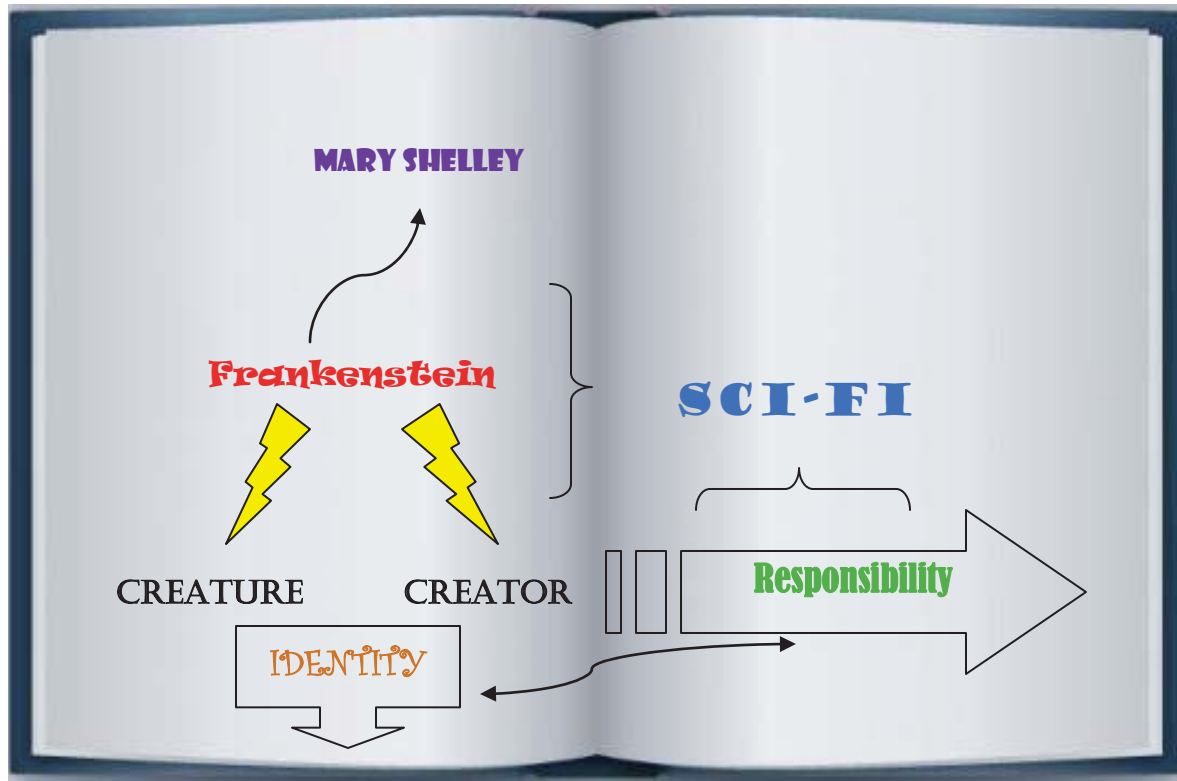 MARY SHELLEY
Frankenstein
SCI-FI
CREATURE CREATOR
Responsibility
IDENTITY